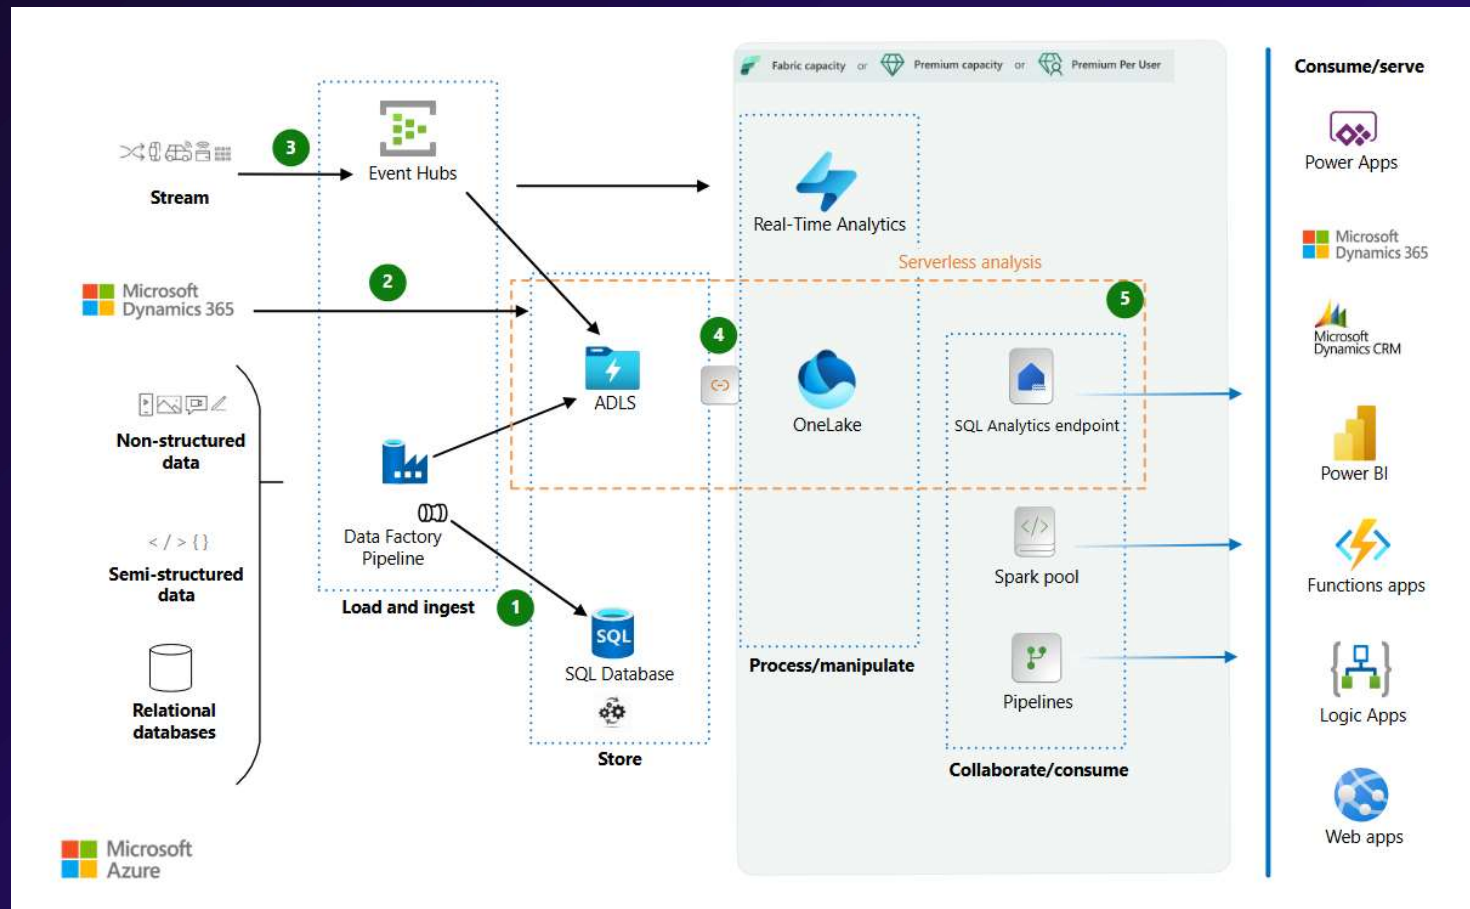 Fabric capacity or Premium capacity or Premium Per User
Consume/serve
3
Stream
Event Hubs
Real-Time Analytics
Power Apps
Microsoft
Dynamics 365
Serverless analysis
2
Microsoft
Dynamics 365
5
4
ADLS
OneLake
SQL Analytics endpoint
Microsoft
Dynamics CRM
Non-structured
data
Power BI
Data Factory
Pipeline
</>
Spark pool
Functions apps
</>{}
Semi-structured
data
Load and ingest
1
SQL
SQL Database
Process/manipulate
Relational
databases
Pipelines
Logic Apps
Store
Collaborate/consume
Web apps
Microsoft
Azure